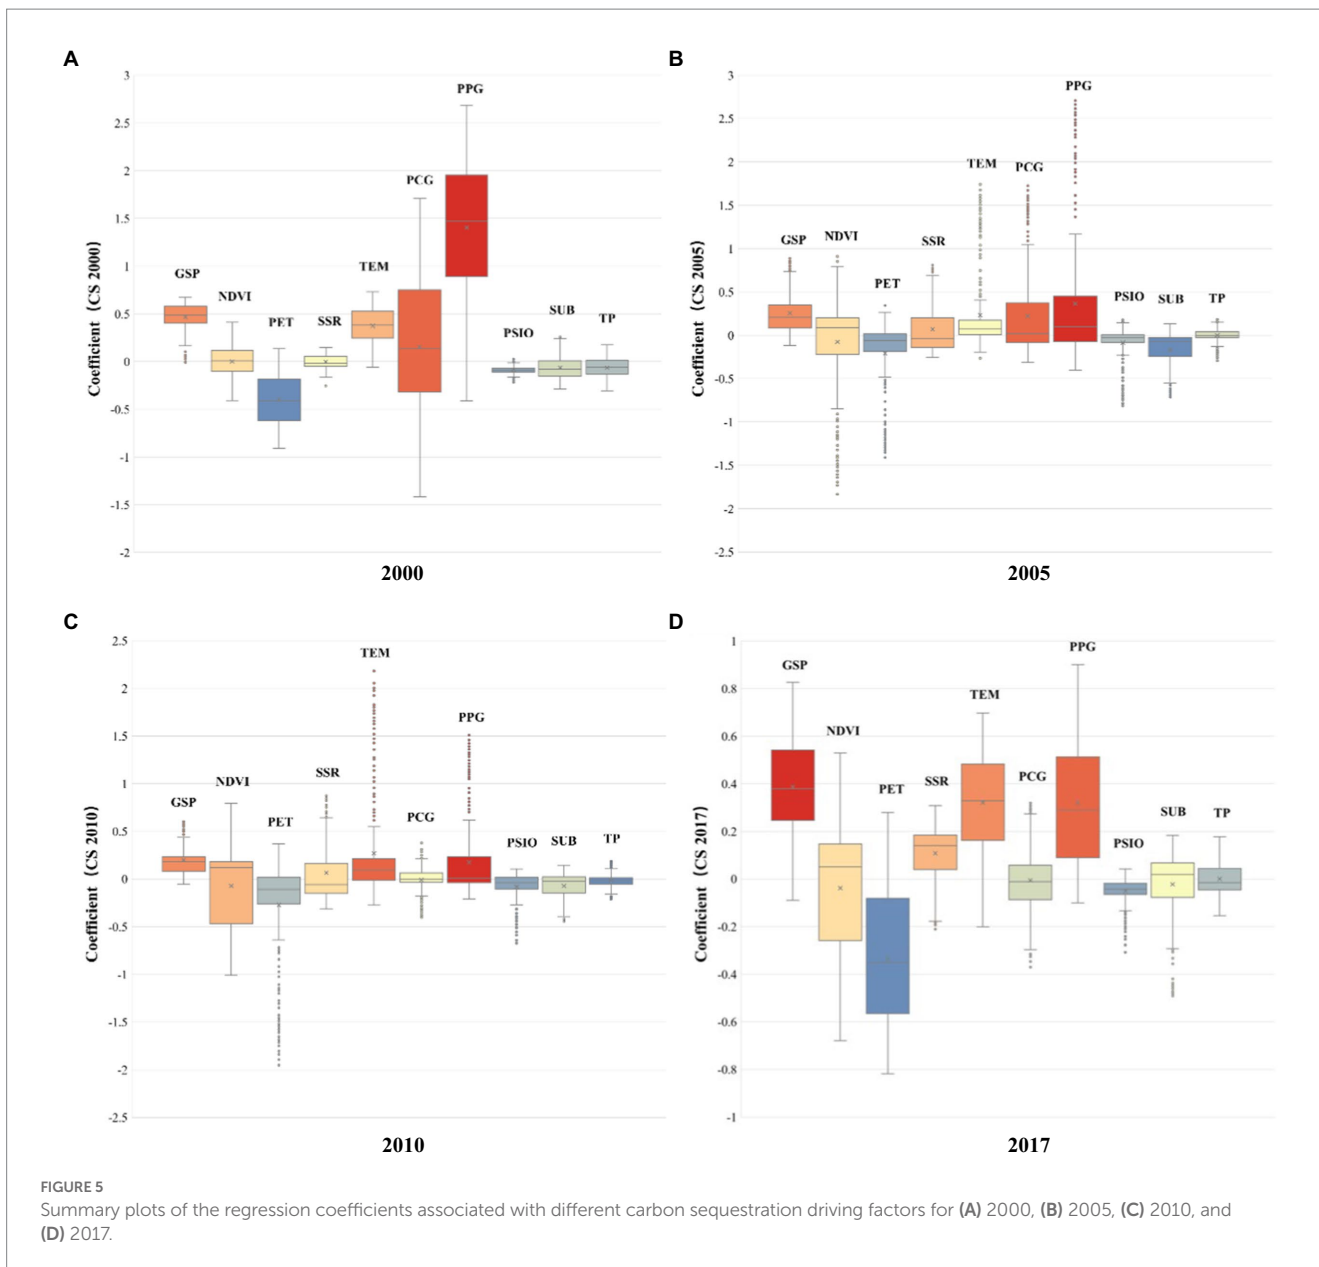 A
Coefficient (CS 2000)
3
2.5
2
1.5
1
0.5
0
-0.5
-1
-1.5
-2
GSP
NDVI
PET
SSR
TEM
PCG
PPG
PSIO
SUB
TP
2000
B
Coefficient (CS 2005)
3
2.5
2
1.5
1
0.5
0
-0.5
-1
-1.5
-2
-2.5
GSP
NDVI
PET
SSR
TEM
PCG
PPG
PSIO
SUB
TP
2005
C
Coefficient (CS 2010)
2.5
2
1.5
1
0.5
0
-0.5
-1
-1.5
-2
-2.5
GSP
NDVI
PET
SSR
TEM
PCG
PPG
PSIO
SUB
TP
2010
D
Coefficient (CS 2017)
1
0.8
0.6
0.4
0.2
0
-0.2
-0.4
-0.6
-0.8
-1
GSP
NDVI
PET
SSR
TEM
PCG
PPG
PSIO
SUB
TP
2017
FIGURE 5
Summary plots of the regression coefficients associated with different carbon sequestration driving factors for (A) 2000, (B) 2005, (C) 2010, and
(D) 2017.